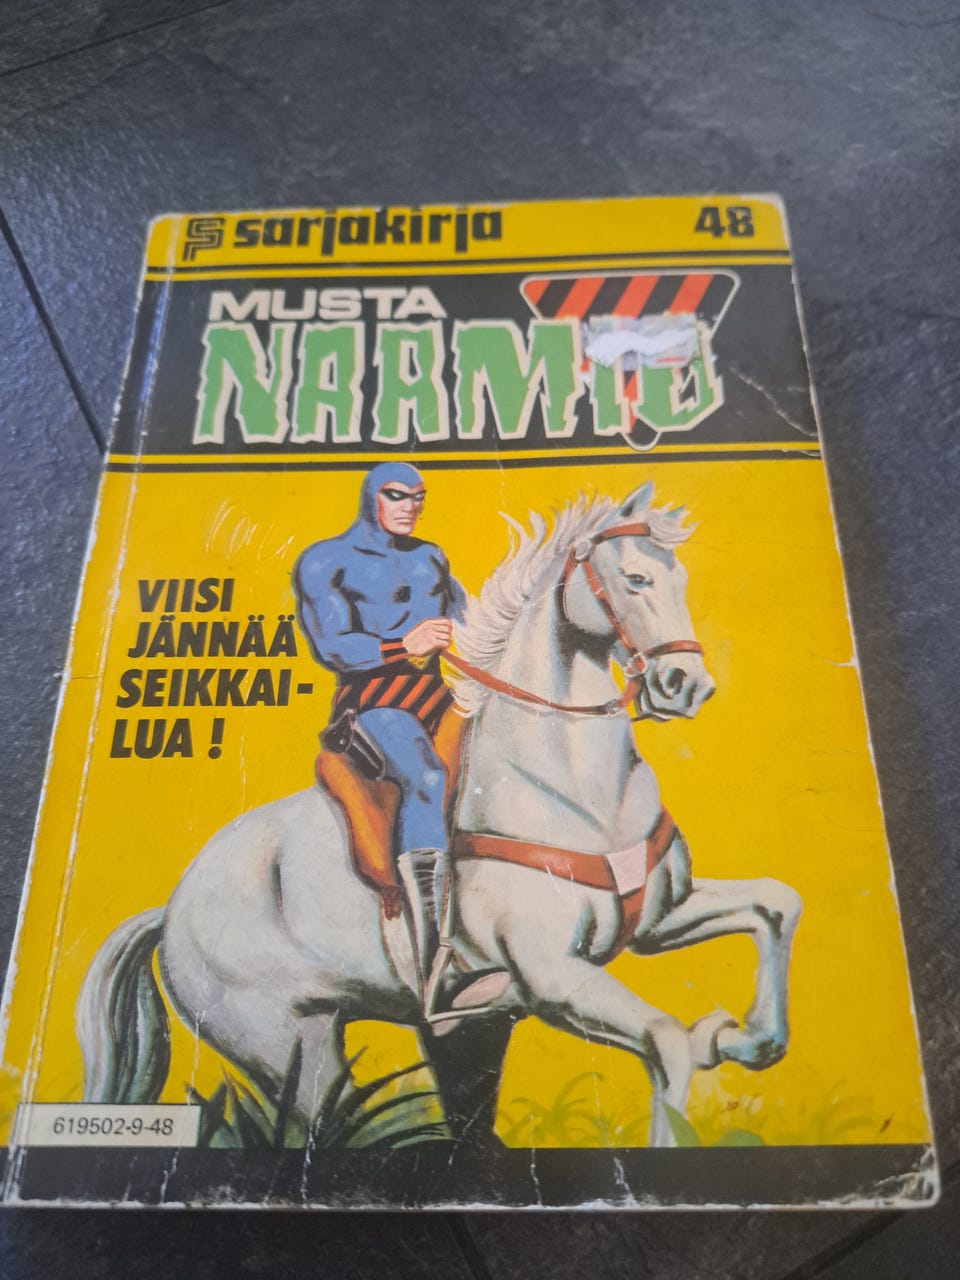 sarjakirja 48
MUSTA
NAAMIO
VIISI
JÄNNÄÄ
SEIKKAI-
LUA !
619502-9-48